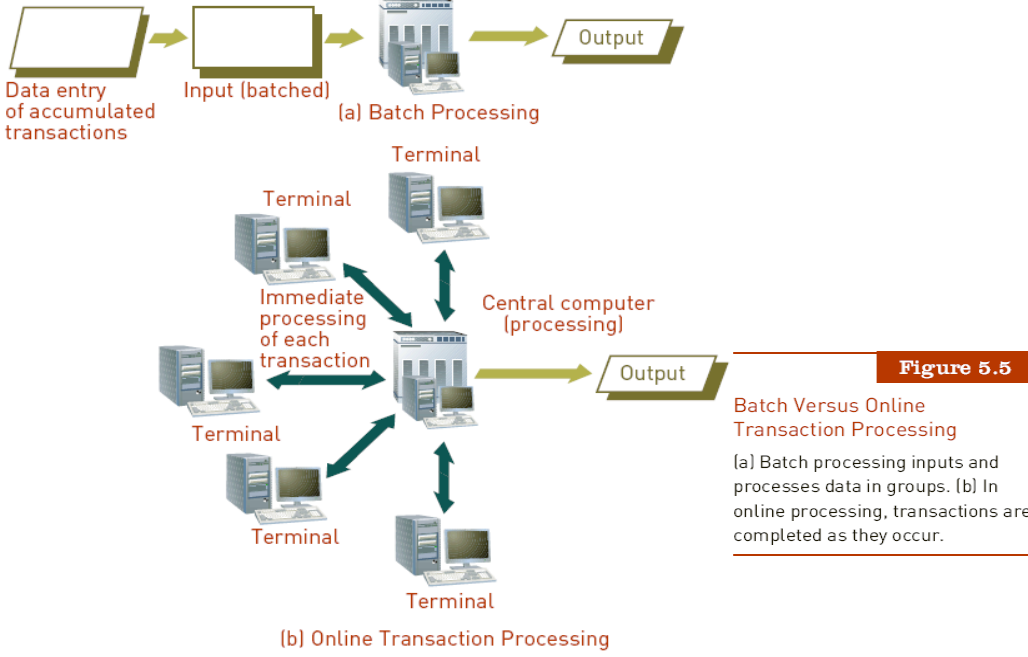 Output
Data entry
of accumulated
transactions
Input (batched)
(a) Batch Processing
Terminal
Terminal
Immediate
processing
of each
transaction
Central computer
(processing)
Output
Terminal
Terminal
Terminal
(b) Online Transaction Processing
Figure 5.5
Batch Versus Online
Transaction Processing
(a) Batch processing inputs and
processes data in groups. (b) In
online processing, transactions are
completed as they occur.